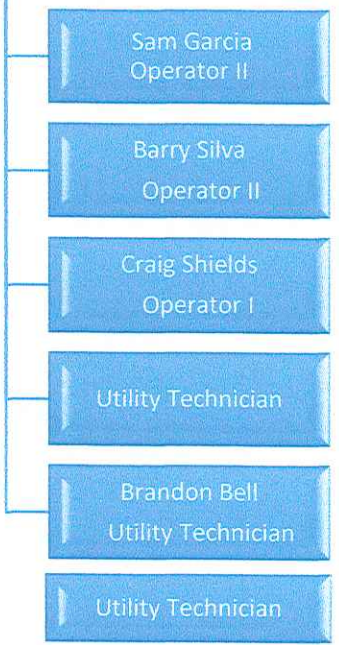 Sam Garcia
Operator II
Barry Silva
Operator II
Craig Shields
Operator I
Utility Technician
Brandon Bell
Utility Technician
Utility Technician